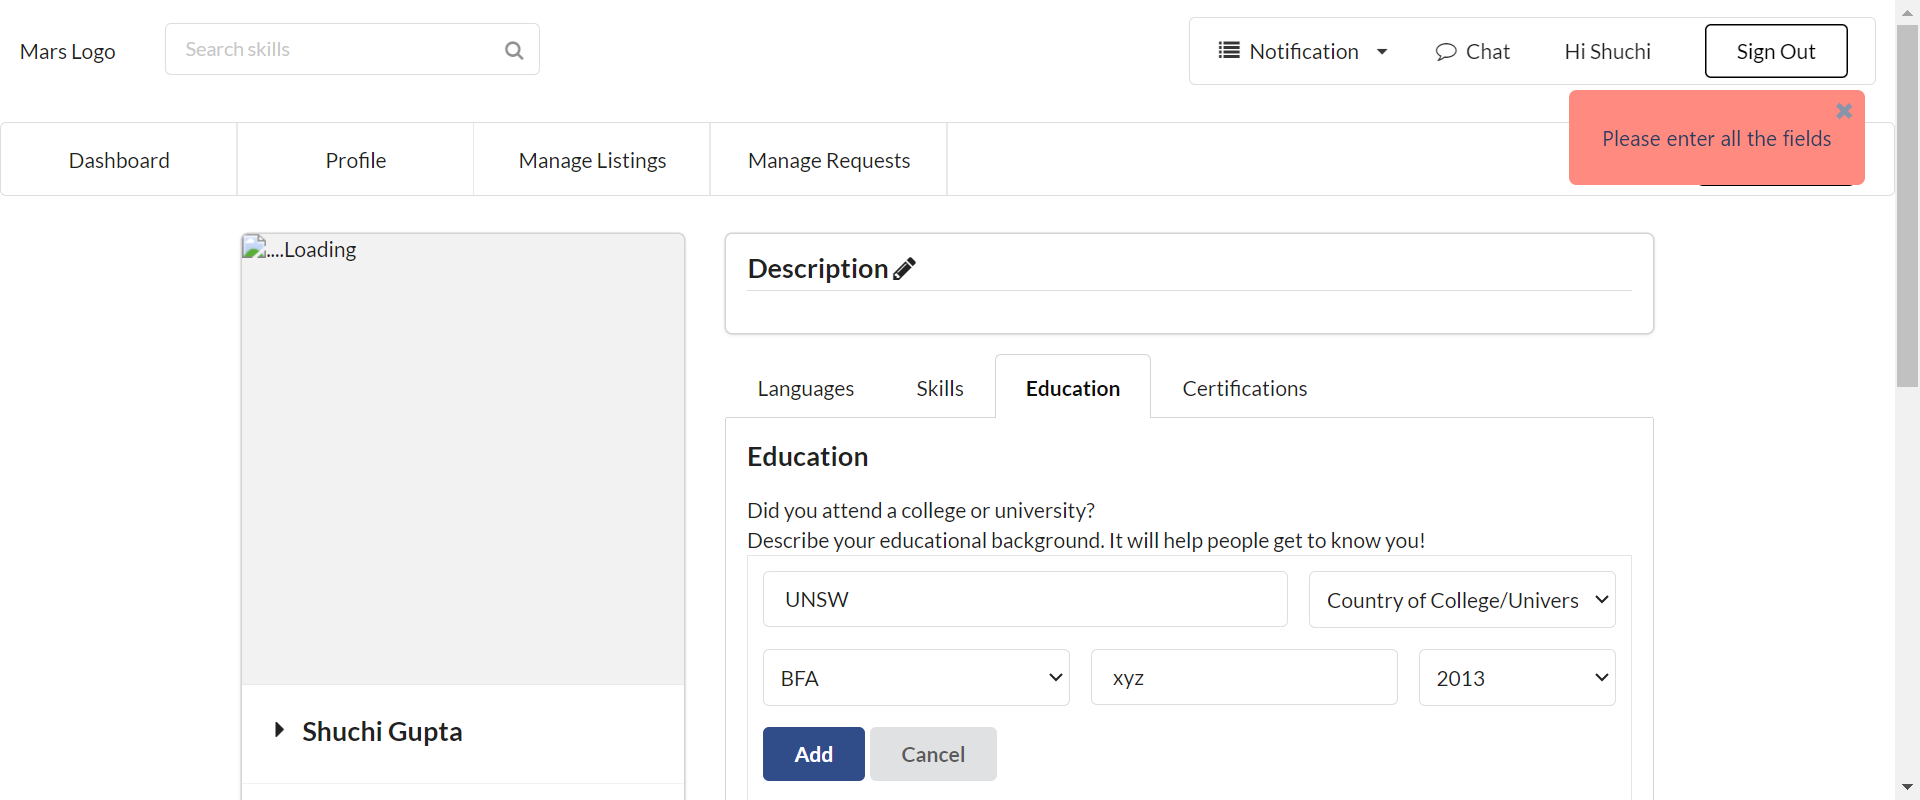 Mars Logo
Search skills
Notification
Chat
Hi Shuchi
Sign Out
Please enter all the fields
Dashboard
Profile
Manage Listings
Manage Requests
....Loading
Description
Languages
Skills
Education
Certifications
Education
Did you attend a college or university?
Describe your educational background. It will help people get to know you!
UNSW
Country of College/Univers
BFA
xyz
2013
Add
Cancel
Shuchi Gupta